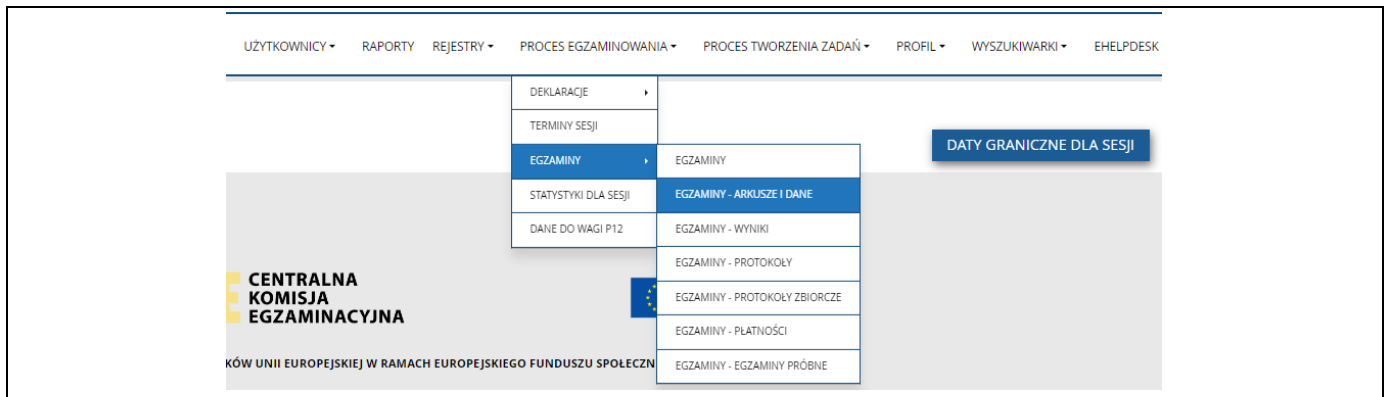 UŻYTKOWNICY RAPORTY REJESTRY PROCES EGZAMINOWANIA PROCES TWORZENIA ZADAŃ PROFIL WYSZUKIWARKI EHELPDESK
DEKLARACJE
TERMINY SESJI
DATY GRANICZNE DLA SESJI
EGZAMINY
EGZAMINY
STATYSTYKI DLA SESJI
EGZAMINY - ARKUSZE I DANE
DANE DO WAGI P12
EGZAMINY - WYNIKI
EGZAMINY - PROTOKOŁY
EGZAMINY - PROTOKOŁY ZBIORCZE
EGZAMINY - PŁATNOŚCI
EGZAMINY - EGZAMINY PRÓBNE
CENTRALNA
KOMISJA
EGZAMINACYJNA
UNII EUROPEJSKIEJ W RAMACH EUROPEJSKIEGO FUNDUSZU